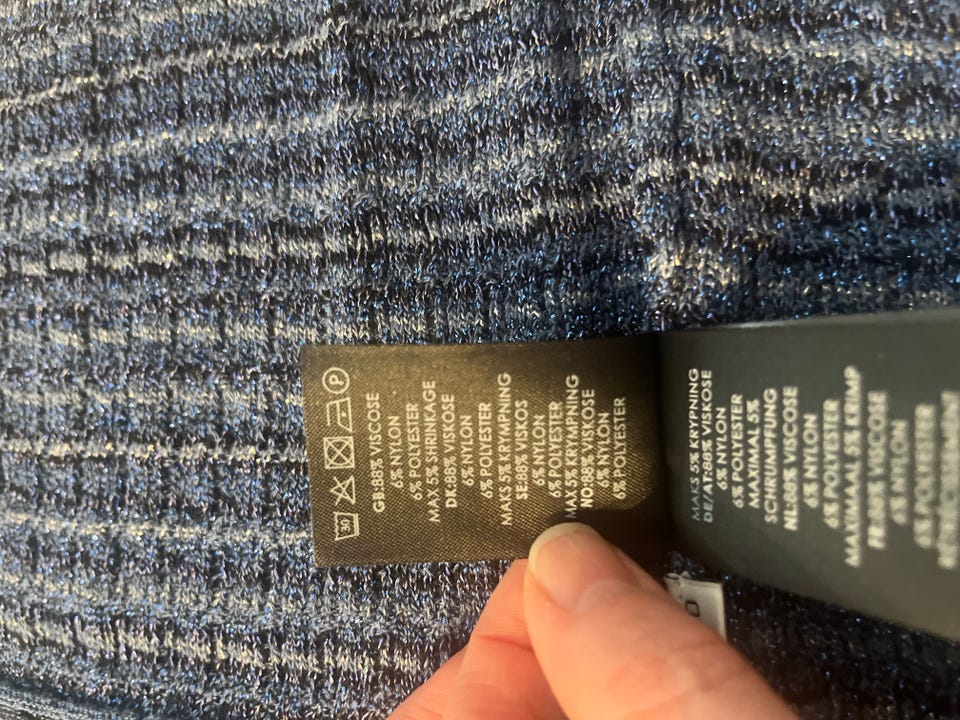 30 P
GB:88% VISCOSE
6% NYLON
6% POLYESTER
MAX 5% SHRINKAGE
DK:88% VISKOSE
6% NYLON
6% POLYESTER
MAKS 5% KRYMPNING
SE:88% VISKOS
6% NYLON
6% POLYESTER
MAX 5% KRYMPNING
NO:88% VISKOSE
6% NYLON
6% POLYESTER
MAKS 5% KRYPNING
DE/AT:88% VISKOSE
6% NYLON
6% POLYESTER
MAXIMAL 5%
SCHRUMPFUNG
NL:88% VISCOSE
6% NYLON
6% POLYESTER
MAXIMAAL 5% KRIMP
FR:88% VISCOSE
6% NYLON
6% POLYESTER